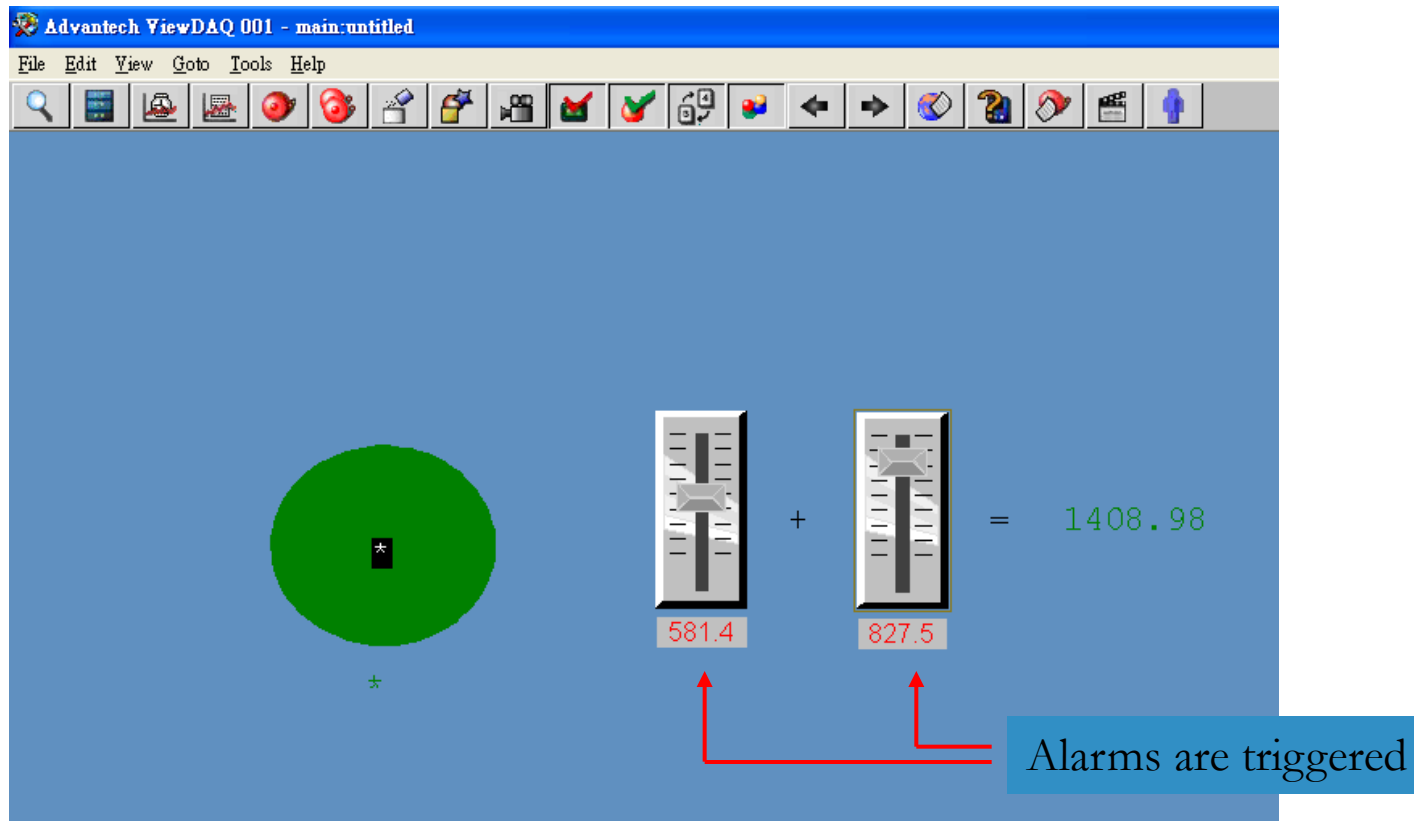 Advantech ViewDAQ 001 - main:untitled
File Edit View Goto Tools Help
*
+
=
1408.98
581.4
827.5
*
Alarms are triggered